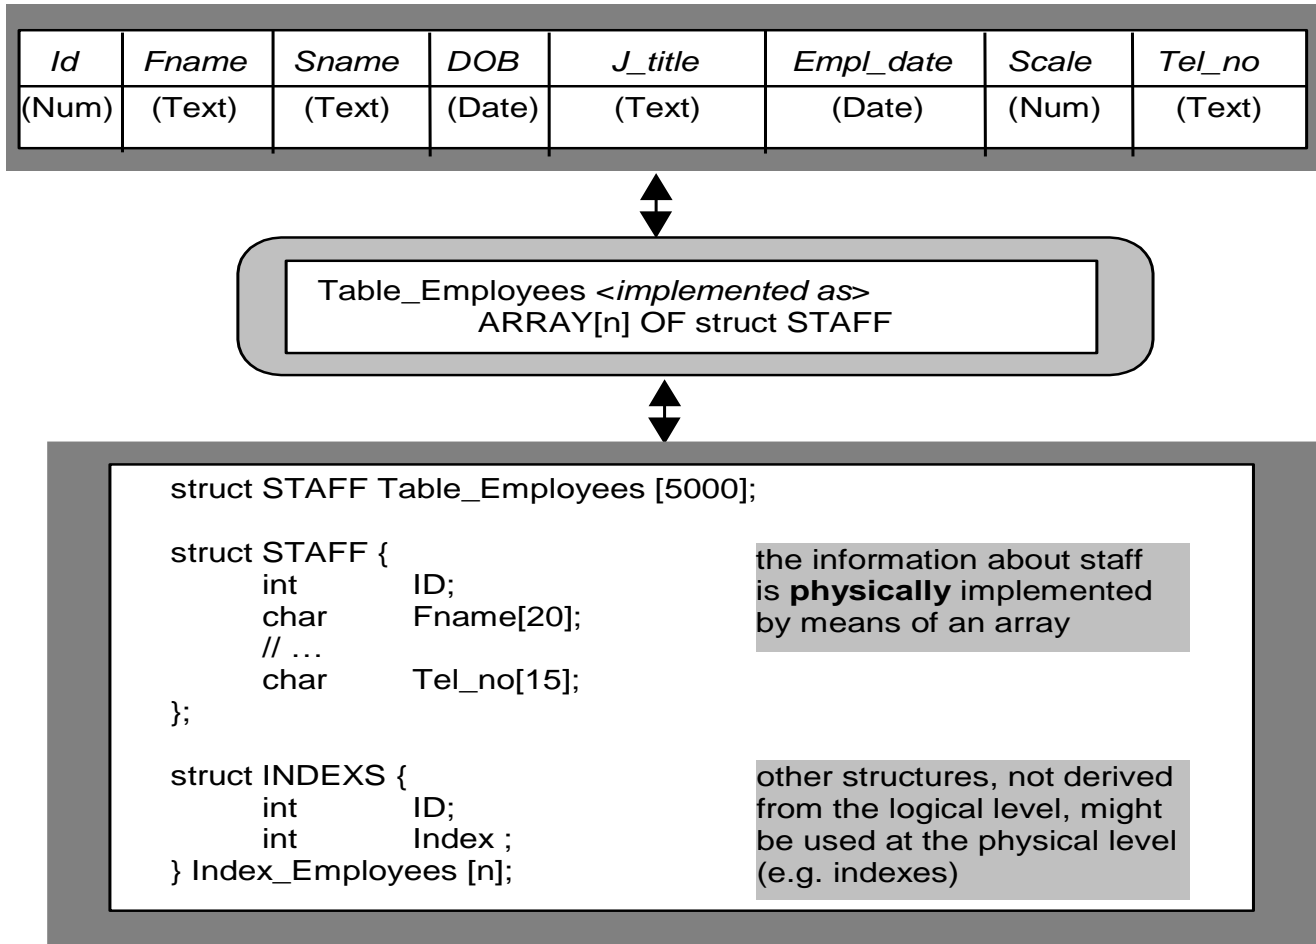 Id Fname Sname DOB J_title Empl_date Scale Tel_no
(Num) (Text) (Text) (Date) (Text) (Date) (Num) (Text)
Table_Employees <implemented as>
ARRAY[n] OF struct STAFF
struct STAFF Table_Employees [5000];
struct STAFF {
int ID;
char Fname[20];
// …
char Tel_no[15];
};
the information about staff
is physically implemented
by means of an array
struct INDEXS {
int ID;
int Index ;
} Index_Employees [n];
other structures, not derived
from the logical level, might
be used at the physical level
(e.g. indexes)